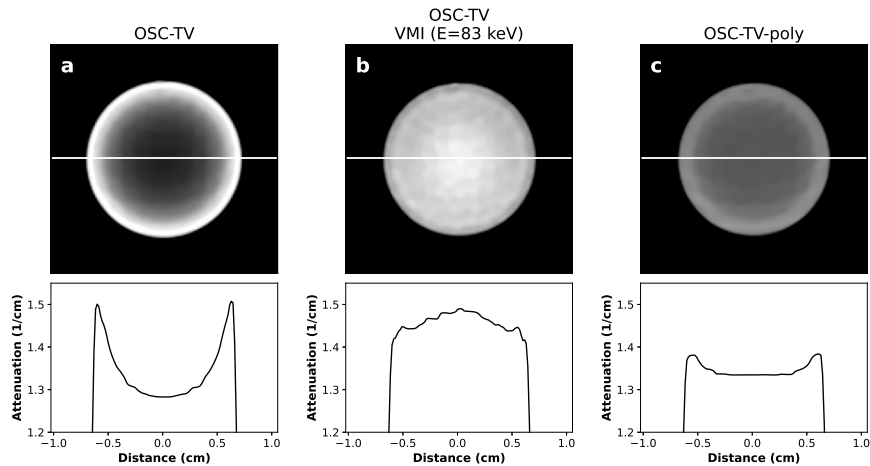 OSC-TV
OSC-TV
VMI (E=83 keV)
OSC-TV-poly
a
b
c
Attenuation (1/cm)
1.5
1.4
1.3
1.2
−1.0 −0.5 0.0 0.5 1.0
Distance (cm)
Attenuation (1/cm)
1.5
1.4
1.3
1.2
−1.0 −0.5 0.0 0.5 1.0
Distance (cm)
Attenuation (1/cm)
1.5
1.4
1.3
1.2
−1.0 −0.5 0.0 0.5 1.0
Distance (cm)